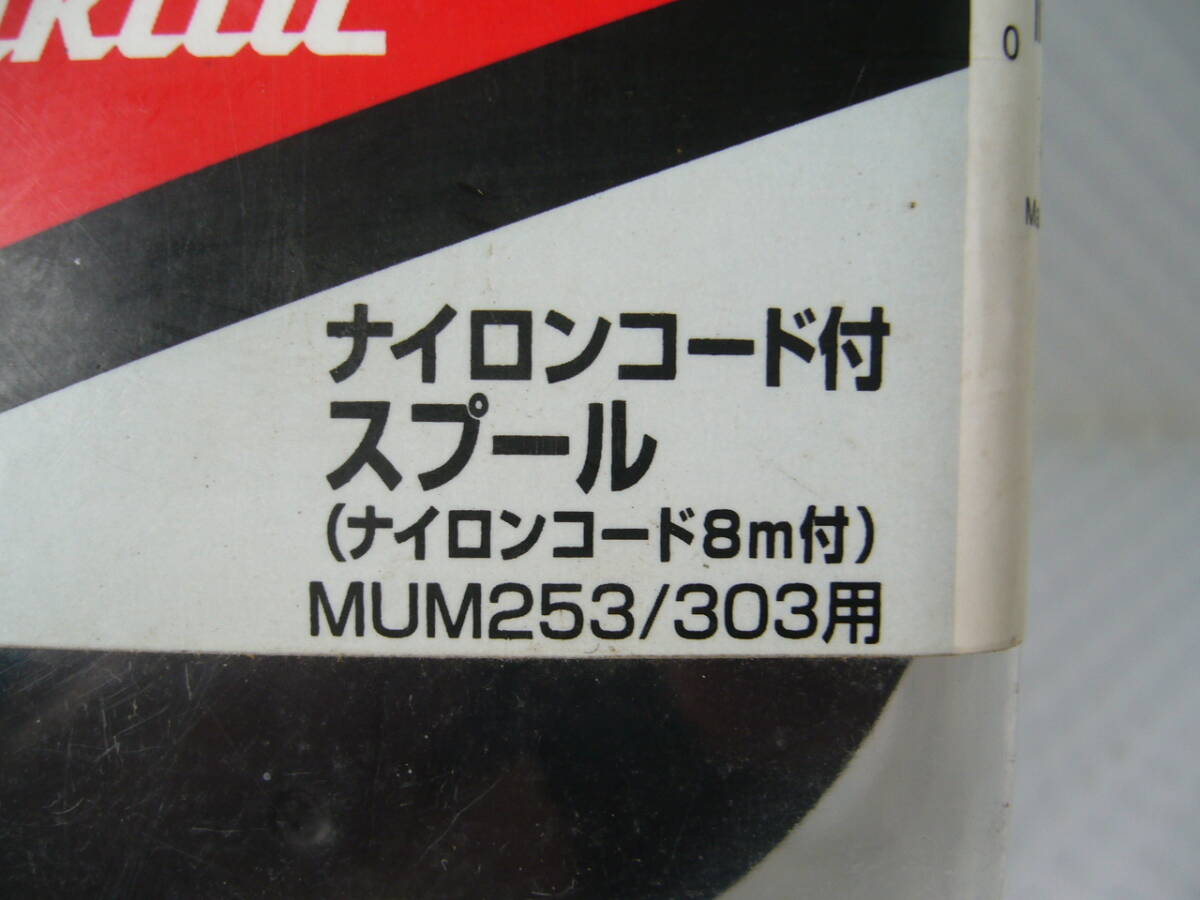 ナイロンコード付
スプール
(ナイロンコード8m付)
MUM253/303用
0